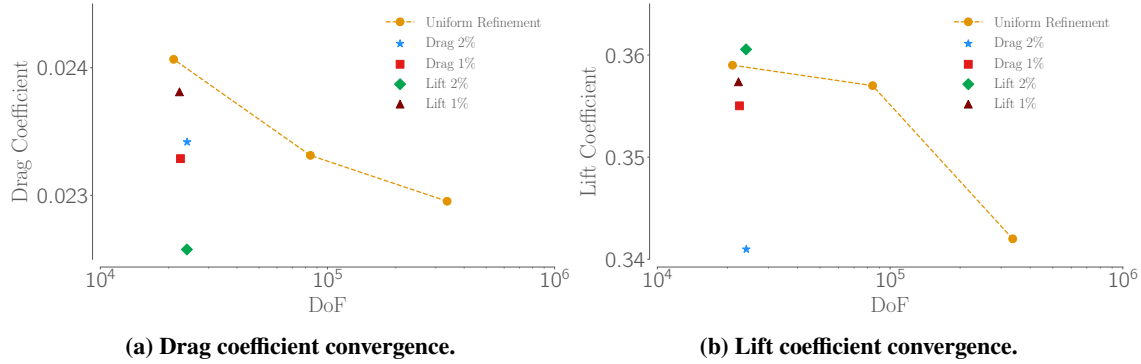 Uniform Refinement
Drag 2%
Drag 1%
Lift 2%
Lift 1%
0.024
0.023
Drag Coefficient
10^4
10^5
10^6
DoF
(a) Drag coefficient convergence.
Uniform Refinement
Drag 2%
Drag 1%
Lift 2%
Lift 1%
0.36
0.35
0.34
Lift Coefficient
10^4
10^5
10^6
DoF
(b) Lift coefficient convergence.